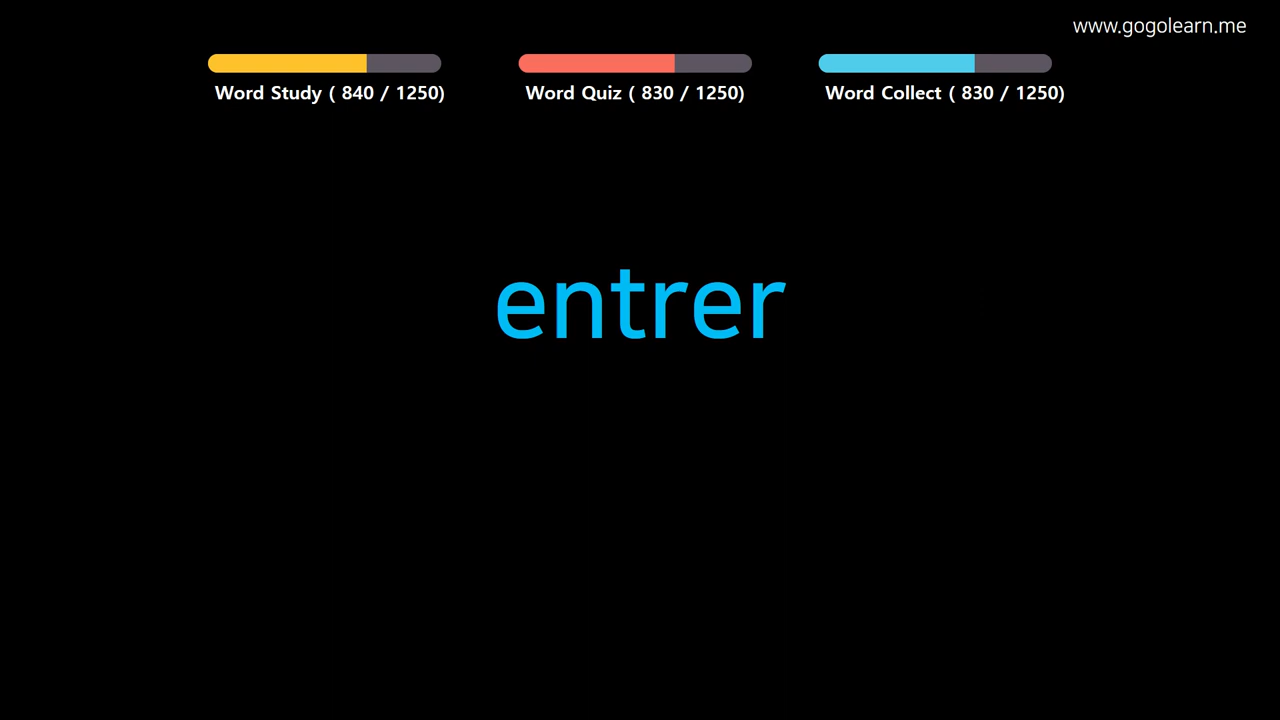 www.gogolearn.me
Word Study ( 840 / 1250)
Word Quiz ( 830 / 1250)
Word Collect ( 830 / 1250)
entrer